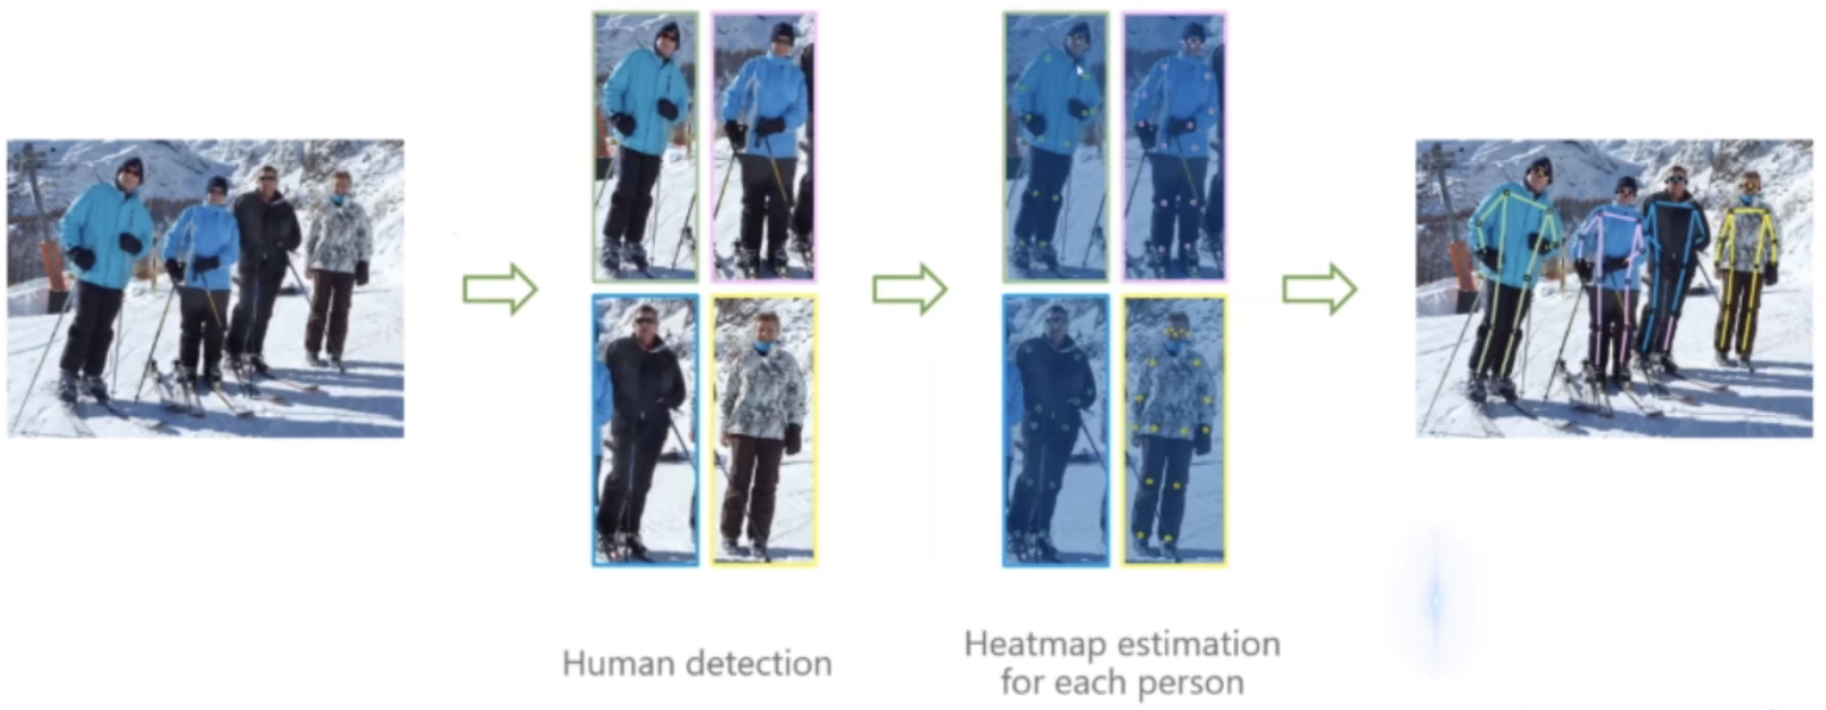 Human detection
Heatmap estimation
for each person